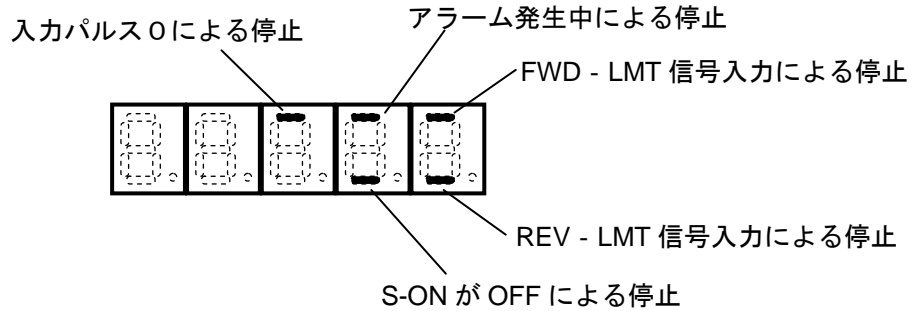 入力パルス０による停止
アラーム発生中による停止
FWD - LMT 信号入力による停止
REV - LMT 信号入力による停止
S-ON が OFF による停止